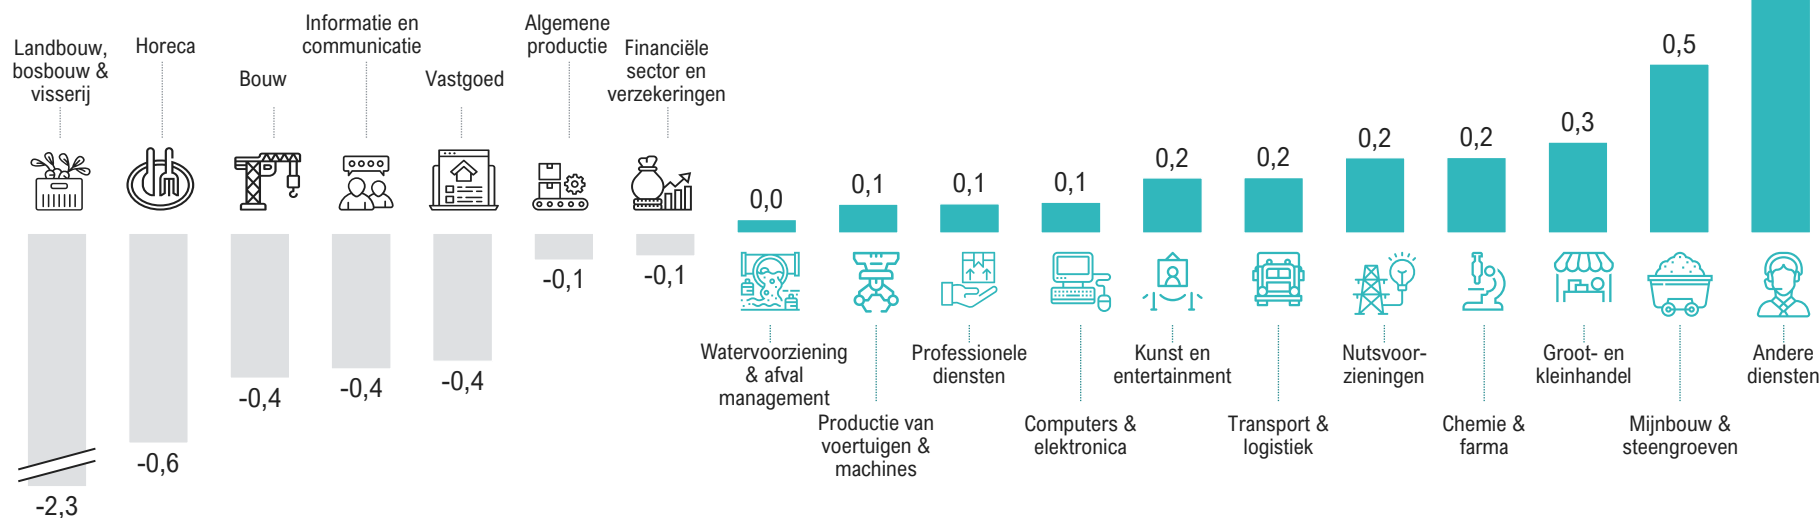 Landbouw,
bosbouw &
visserij
-2,3
Horeca
-0,6
Bouw
-0,4
Informatie en
communicatie
-0,4
Vastgoed
-0,4
Algemene
productie
-0,1
Financiële
sector en
verzekeringen
-0,1
0,0
Watervoorziening
& afval
management
0,1
Productie van
voertuigen &
machines
0,1
Professionele
diensten
0,1
Computers &
elektronica
0,2
Kunst en
entertainment
0,2
Transport &
logistiek
0,2
Nutsvoor-
zieningen
0,2
Chemie &
farma
0,3
Groot- en
kleinhandel
0,5
Mijnbouw &
steengroeven
Andere
diensten